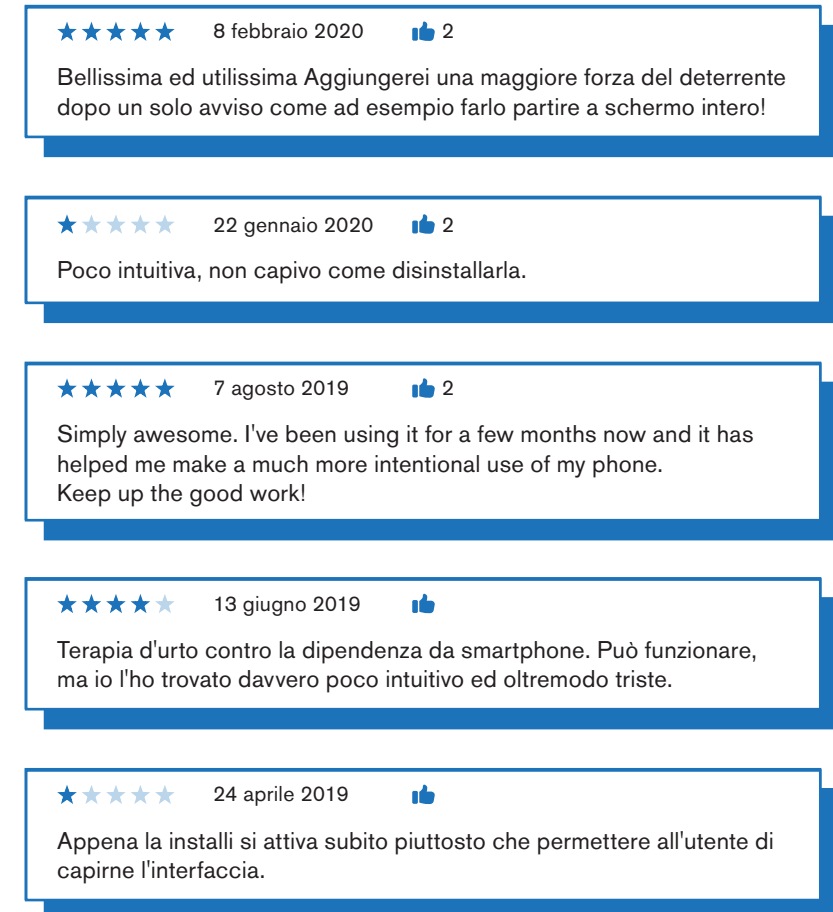 8 febbraio 2020 2
Bellissima ed utilissima Aggiungerei una maggiore forza del deterrente
dopo un solo avviso come ad esempio farlo partire a schermo intero!
22 gennaio 2020 2
Poco intuitiva, non capivo come disinstallarla.
7 agosto 2019 2
Simply awesome. I've been using it for a few months now and it has
helped me make a much more intentional use of my phone.
Keep up the good work!
13 giugno 2019
Terapia d'urto contro la dipendenza da smartphone. Può funzionare,
ma io l'ho trovato davvero poco intuitivo ed oltremodo triste.
24 aprile 2019
Appena la installi si attiva subito piuttosto che permettere all'utente di
capirne l'interfaccia.